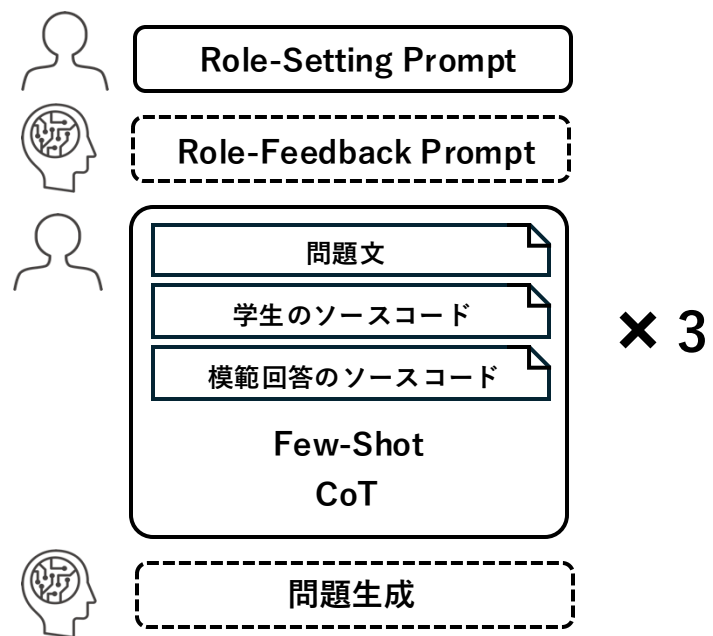 Role-Setting Prompt
Role-Feedback Prompt
問題文
学生のソースコード
模範回答のソースコード
Few-Shot
CoT
× 3
問題生成